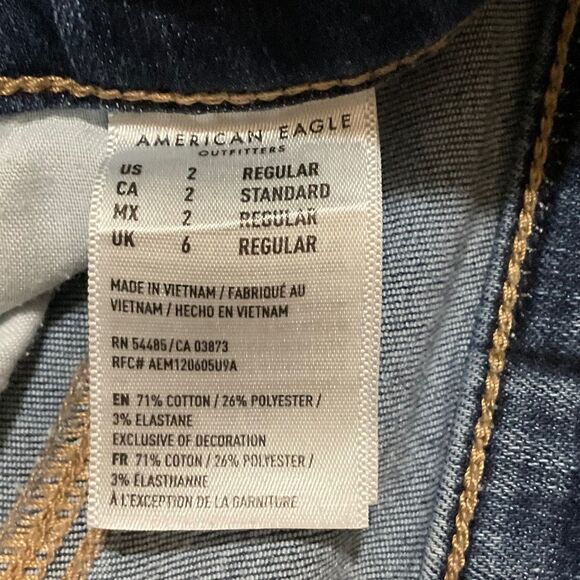 AMERICAN EAGLE
OUTFITTERS
US 2 REGULAR
CA 2 STANDARD
MX 2 REGULAR
UK 6 REGULAR
MADE IN VIETNAM / FABRIQUÉ AU
VIETNAM / HECHO EN VIETNAM
RN 54485 / CA 03873
RFC# AEM120605U9A
EN 71% COTTON / 26% POLYESTER /
3% ELASTANE
EXCLUSIVE OF DECORATION
FR 71% COTON / 26% POLYESTER /
3% ÉLASTHANNE
À L'EXCEPTION DE LA GARNITURE